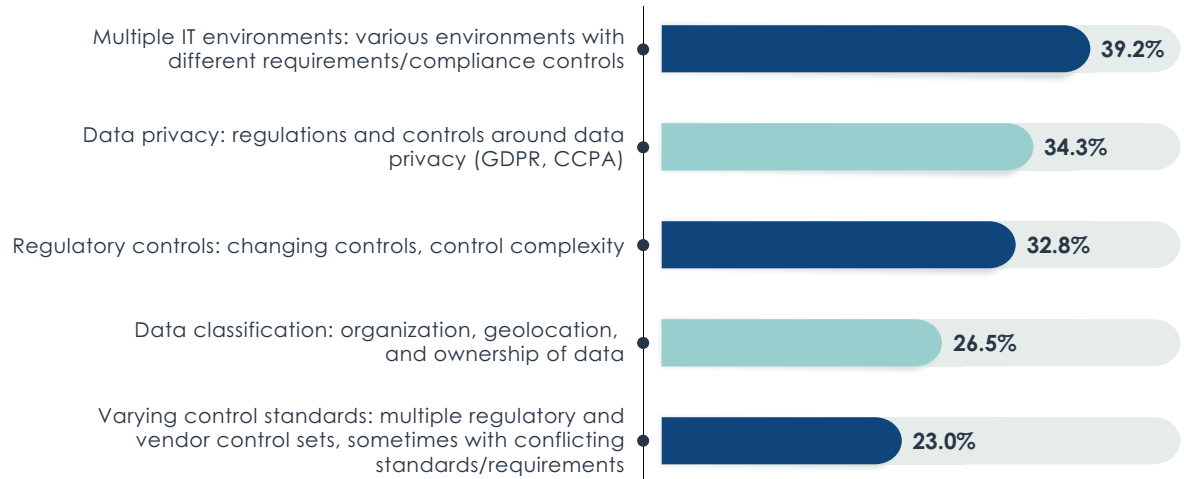 Multiple IT environments: various environments with
different requirements/compliance controls
39.2%
Data privacy: regulations and controls around data
privacy (GDPR, CCPA)
34.3%
Regulatory controls: changing controls, control complexity
32.8%
Data classification: organization, geolocation,
and ownership of data
26.5%
Varying control standards: multiple regulatory and
vendor control sets, sometimes with conflicting
standards/requirements
23.0%